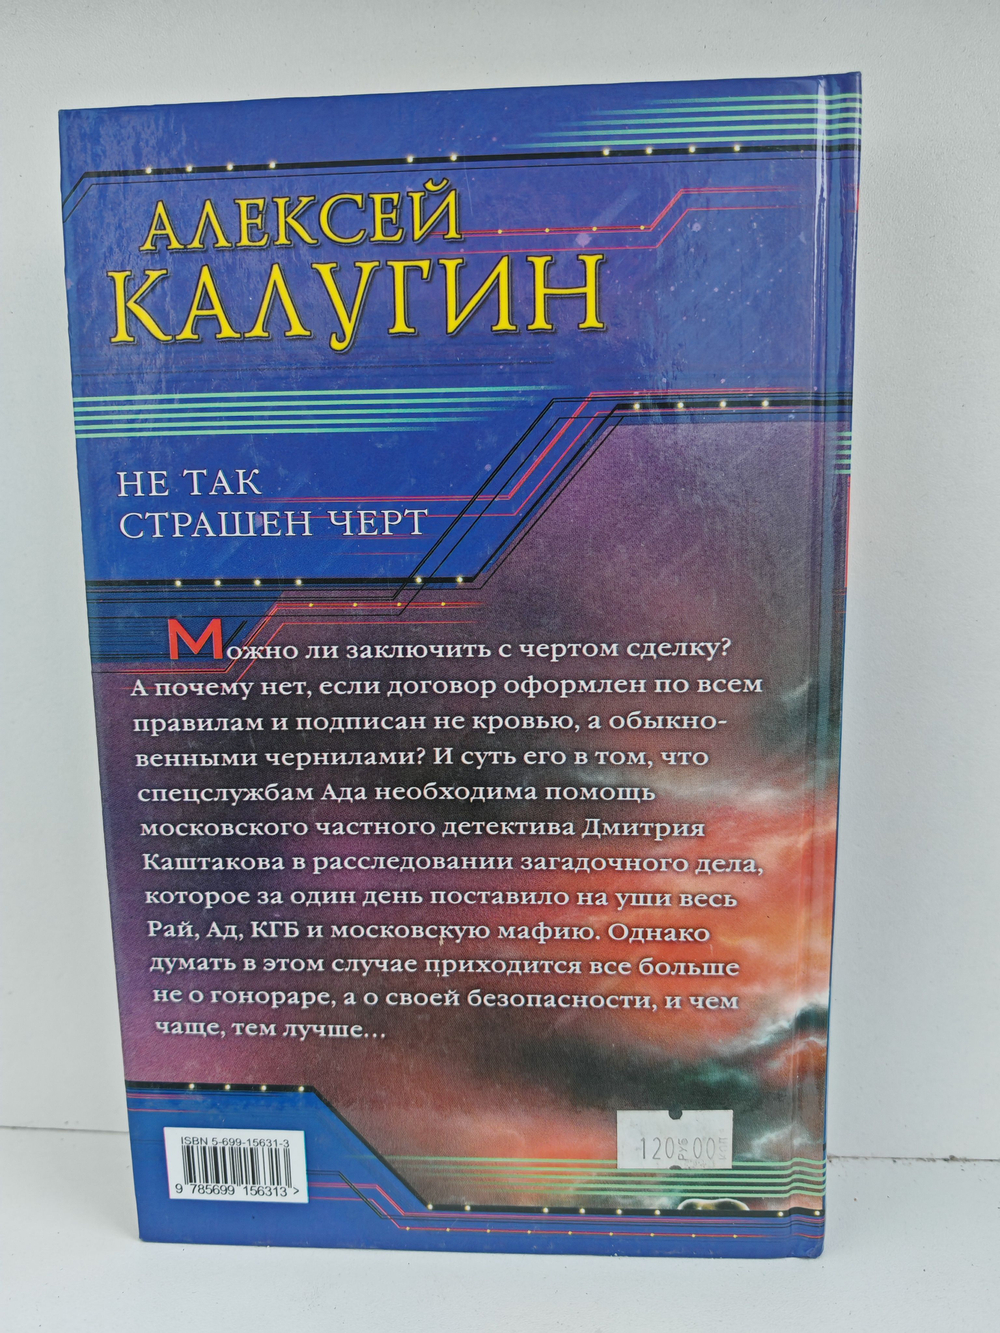 АЛЕКСЕЙ
КАЛУГИН
НЕ ТАК
СТРАШЕН ЧЕРТ
Можно ли заключить с чертом сделку?
А почему нет, если договор оформлен по всем
правилам и подписан не кровью, а обыкно-
венными чернилами? И суть его в том, что
спецслужбам Ада необходима помощь
московского частного детектива Дмитрия
Каштакова в расследовании загадочного дела,
которое за один день поставило на уши весь
Рай, Ад, КГБ и московскую мафию. Однако
думать в этом случае приходится все больше
не о гонораре, а о своей безопасности, и чем
чаще, тем лучше...
ISBN 5-699-15631-3
9 785699 156313 >
120 РУБ 00